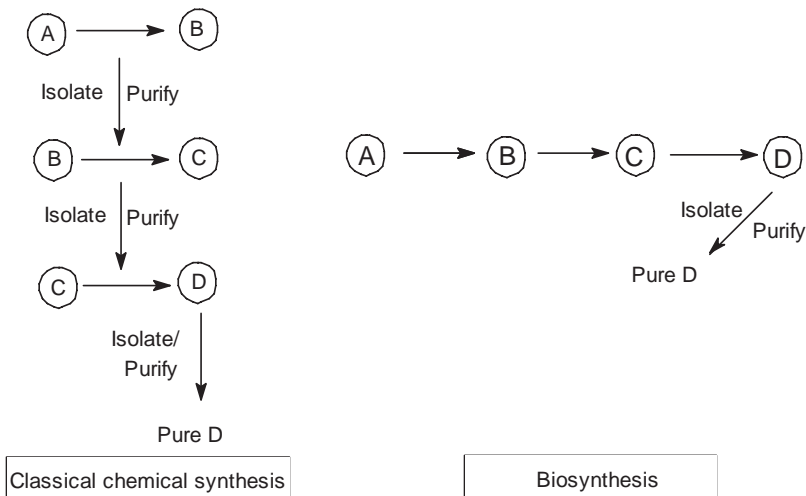 A B
Isolate Purify
B C
Isolate Purify
C D
Isolate/
Purify
Pure D
Classical chemical synthesis
A B C D
Isolate
Purify
Pure D
Biosynthesis